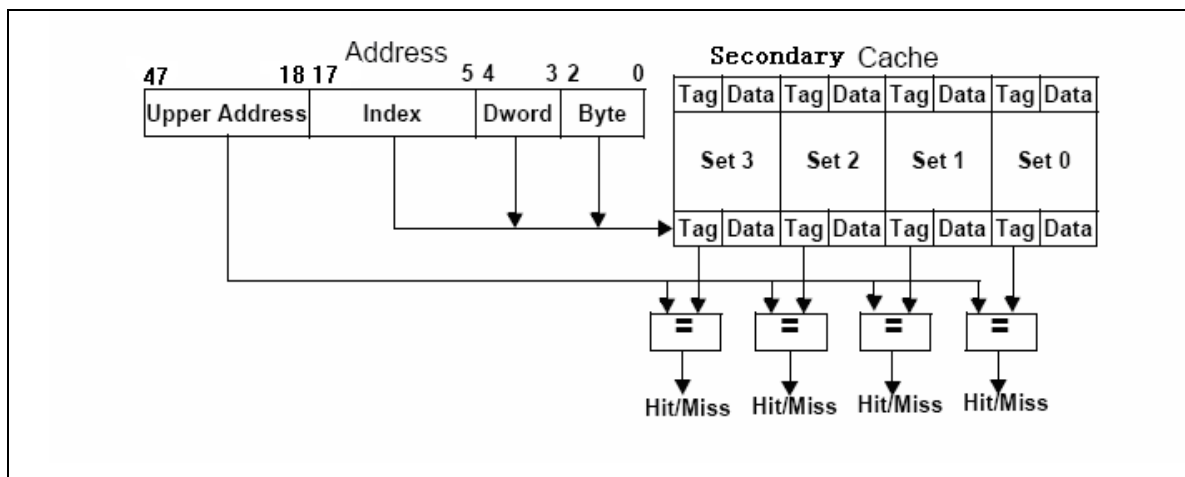 Address
Secondary Cache
47 18 17 5 4 3 2 0
Tag Data Tag Data Tag Data Tag Data
Upper Address Index Dword Byte
Set 3 Set 2 Set 1 Set 0
Tag Data Tag Data Tag Data Tag Data
= = = =
Hit/Miss Hit/Miss Hit/Miss Hit/Miss